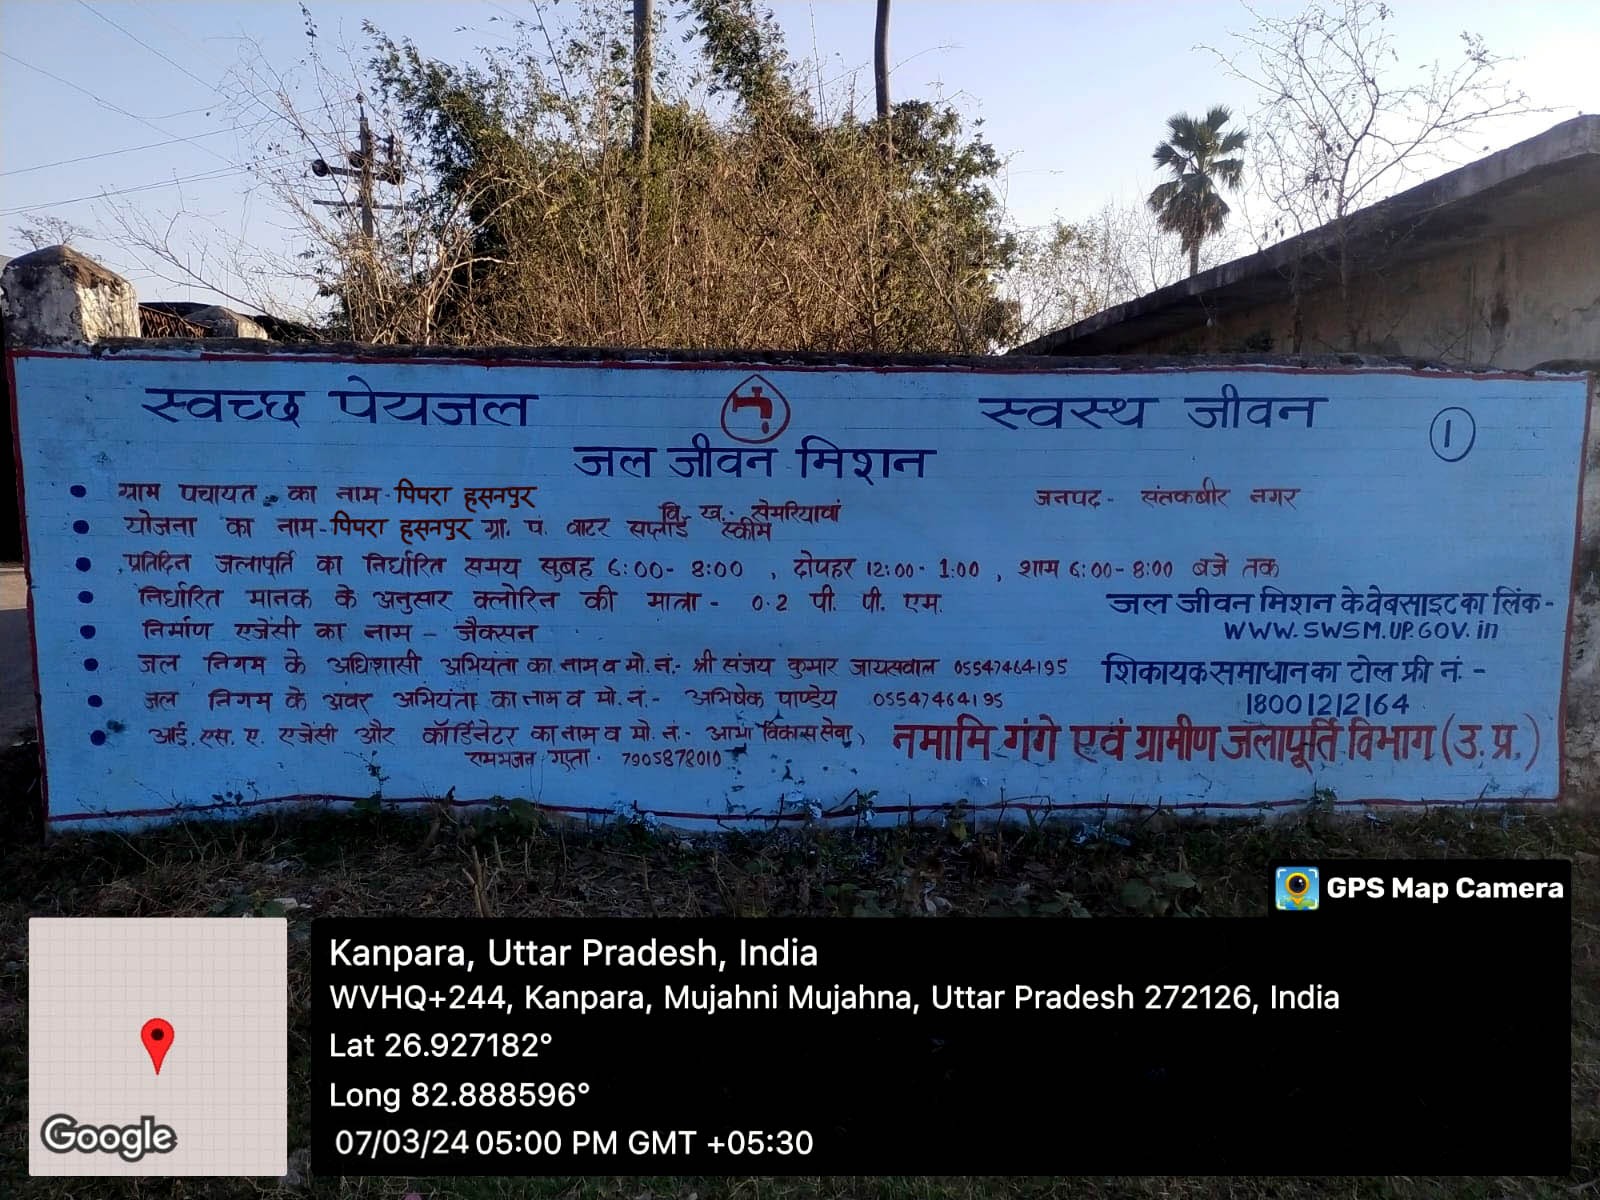 स्वच्छ पेयजल
स्वस्थ जीवन
1
जल जीवन मिशन
ग्राम पचायत का नाम - पिपरा हसनपुर
जनपद - संतकबीर नगर
वि. ख. - सेमरियावां
योजना का नाम - पिपरा हसनपुर ग्रा. प. वाटर सप्लाई स्कीम
प्रतिदिन जलापूर्ति का निर्धारित समय सुबह 6:00 - 8:00 , दोपहर 12:00 - 1:00 , शाम 6:00 - 8:00 बजे तक
निर्धारित मानक के अनुसार क्लोरिन की मात्रा - 0.2 पी. पी. एम.
निर्माण एजेंसी का नाम - जैक्सन
जल निगम के अधिशासी अभियंता का नाम व मो. नं. - श्री संजय कुमार जायसवाल 05547464195
जल निगम के अवर अभियंता का नाम व मो. नं. - अभिषेक पाण्डेय 05547464195
आई. एस. ए. एजेंसी और कॉर्डिनेटर का नाम व मो. नं. - आभा विकास सेवा,
रामभजन गुप्ता. 7905878010
जल जीवन मिशन के वेबसाइट का लिंक -
WWW.SWSM.UP.GOV.in
शिकायक समाधान का टोल फ्री नं. -
18001212164
नमामि गंगे एवं ग्रामीण जलापूर्ति विभाग (उ. प्र.)
GPS Map Camera
Kanpara, Uttar Pradesh, India
WVHQ+244, Kanpara, Mujahni Mujahna, Uttar Pradesh 272126, India
Lat 26.927182°
Long 82.888596°
07/03/24 05:00 PM GMT +05:30
Google